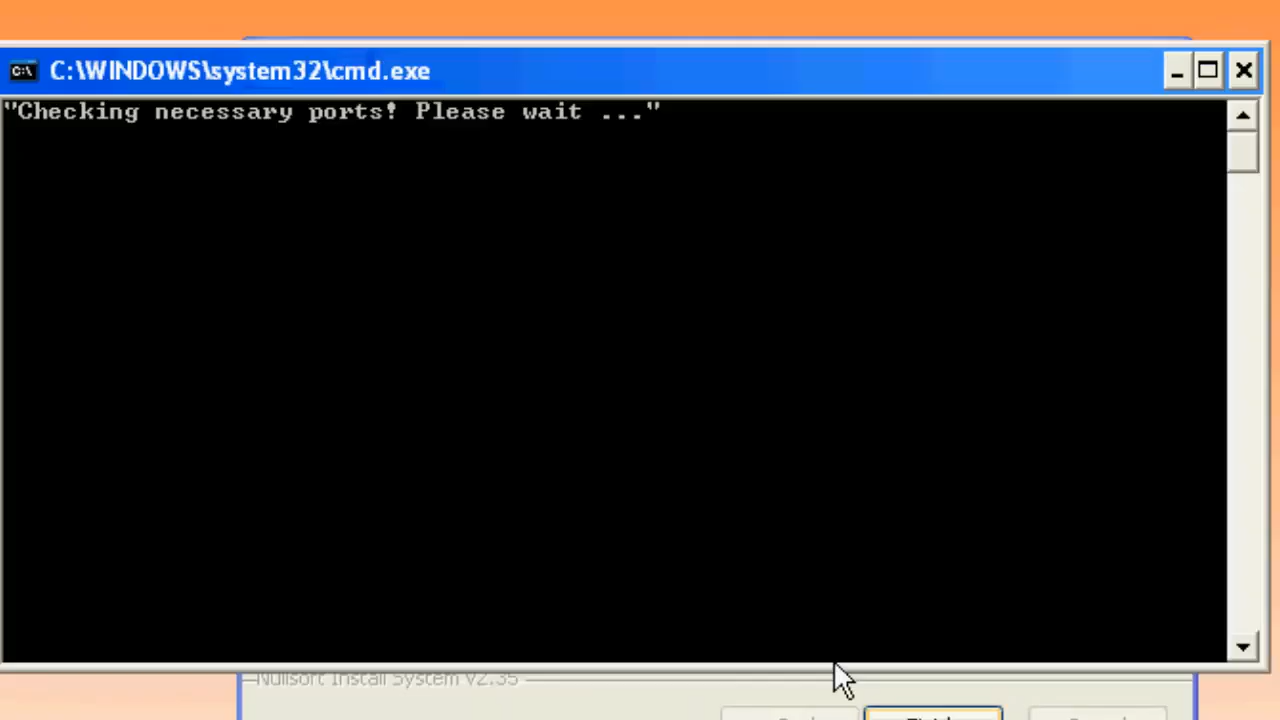 C:\WINDOWS\system32\cmd.exe
"Checking necessary ports! Please wait ..."
Nullsoft Install System v2.35